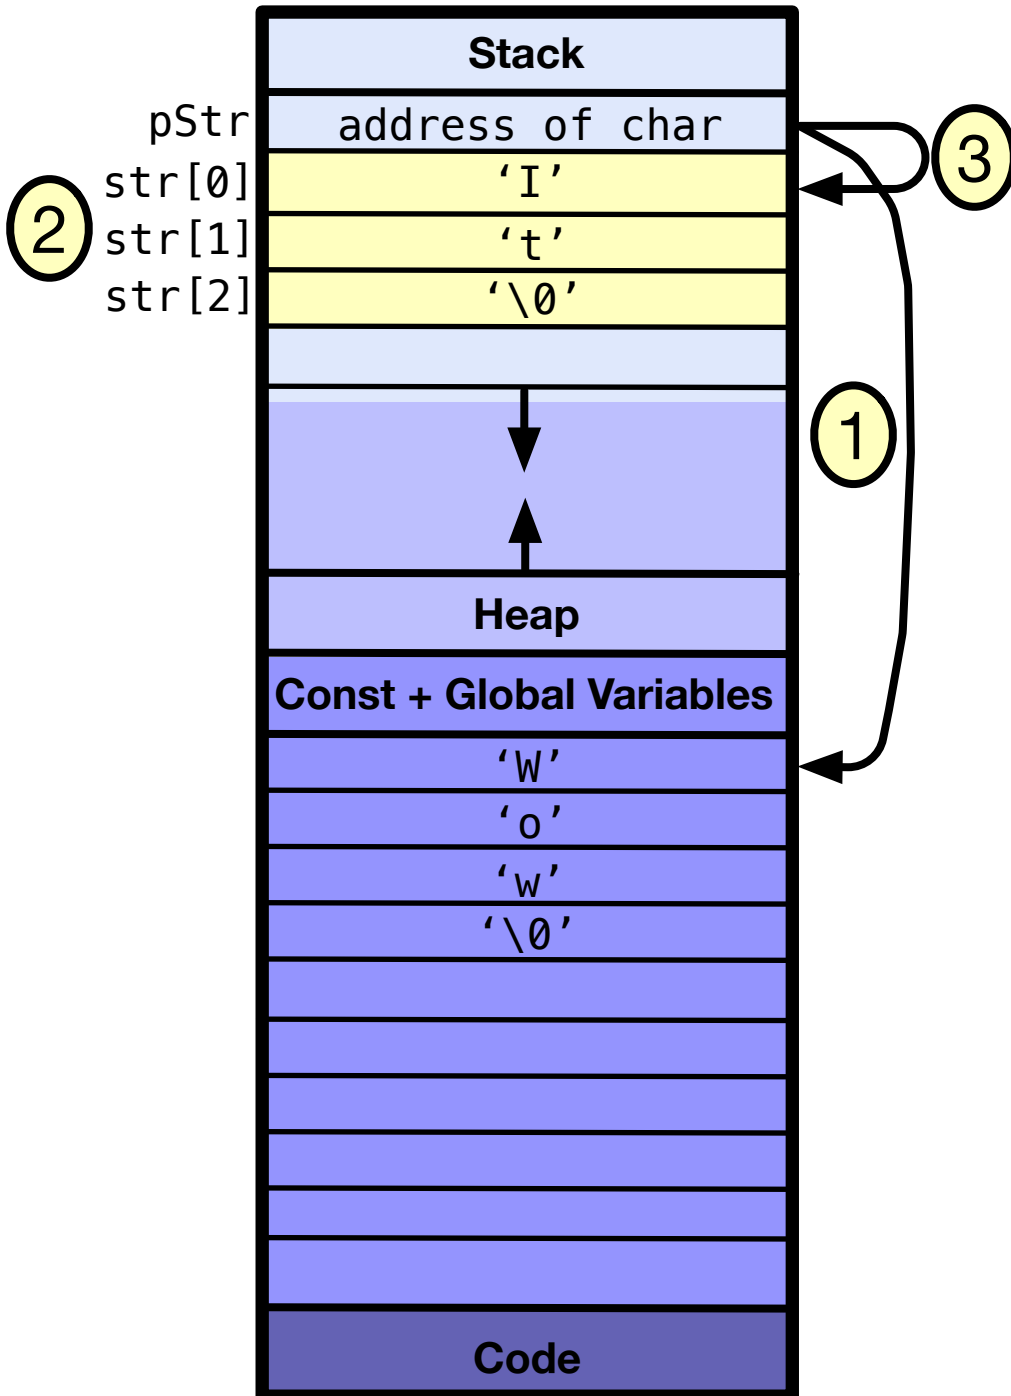 Stack
pStr address of char
3
str[0] ‘I’
2
str[1] ‘t’
str[2] ‘\0’
1
Heap
Const + Global Variables
‘W’
‘o’
‘w’
‘\0’
Code